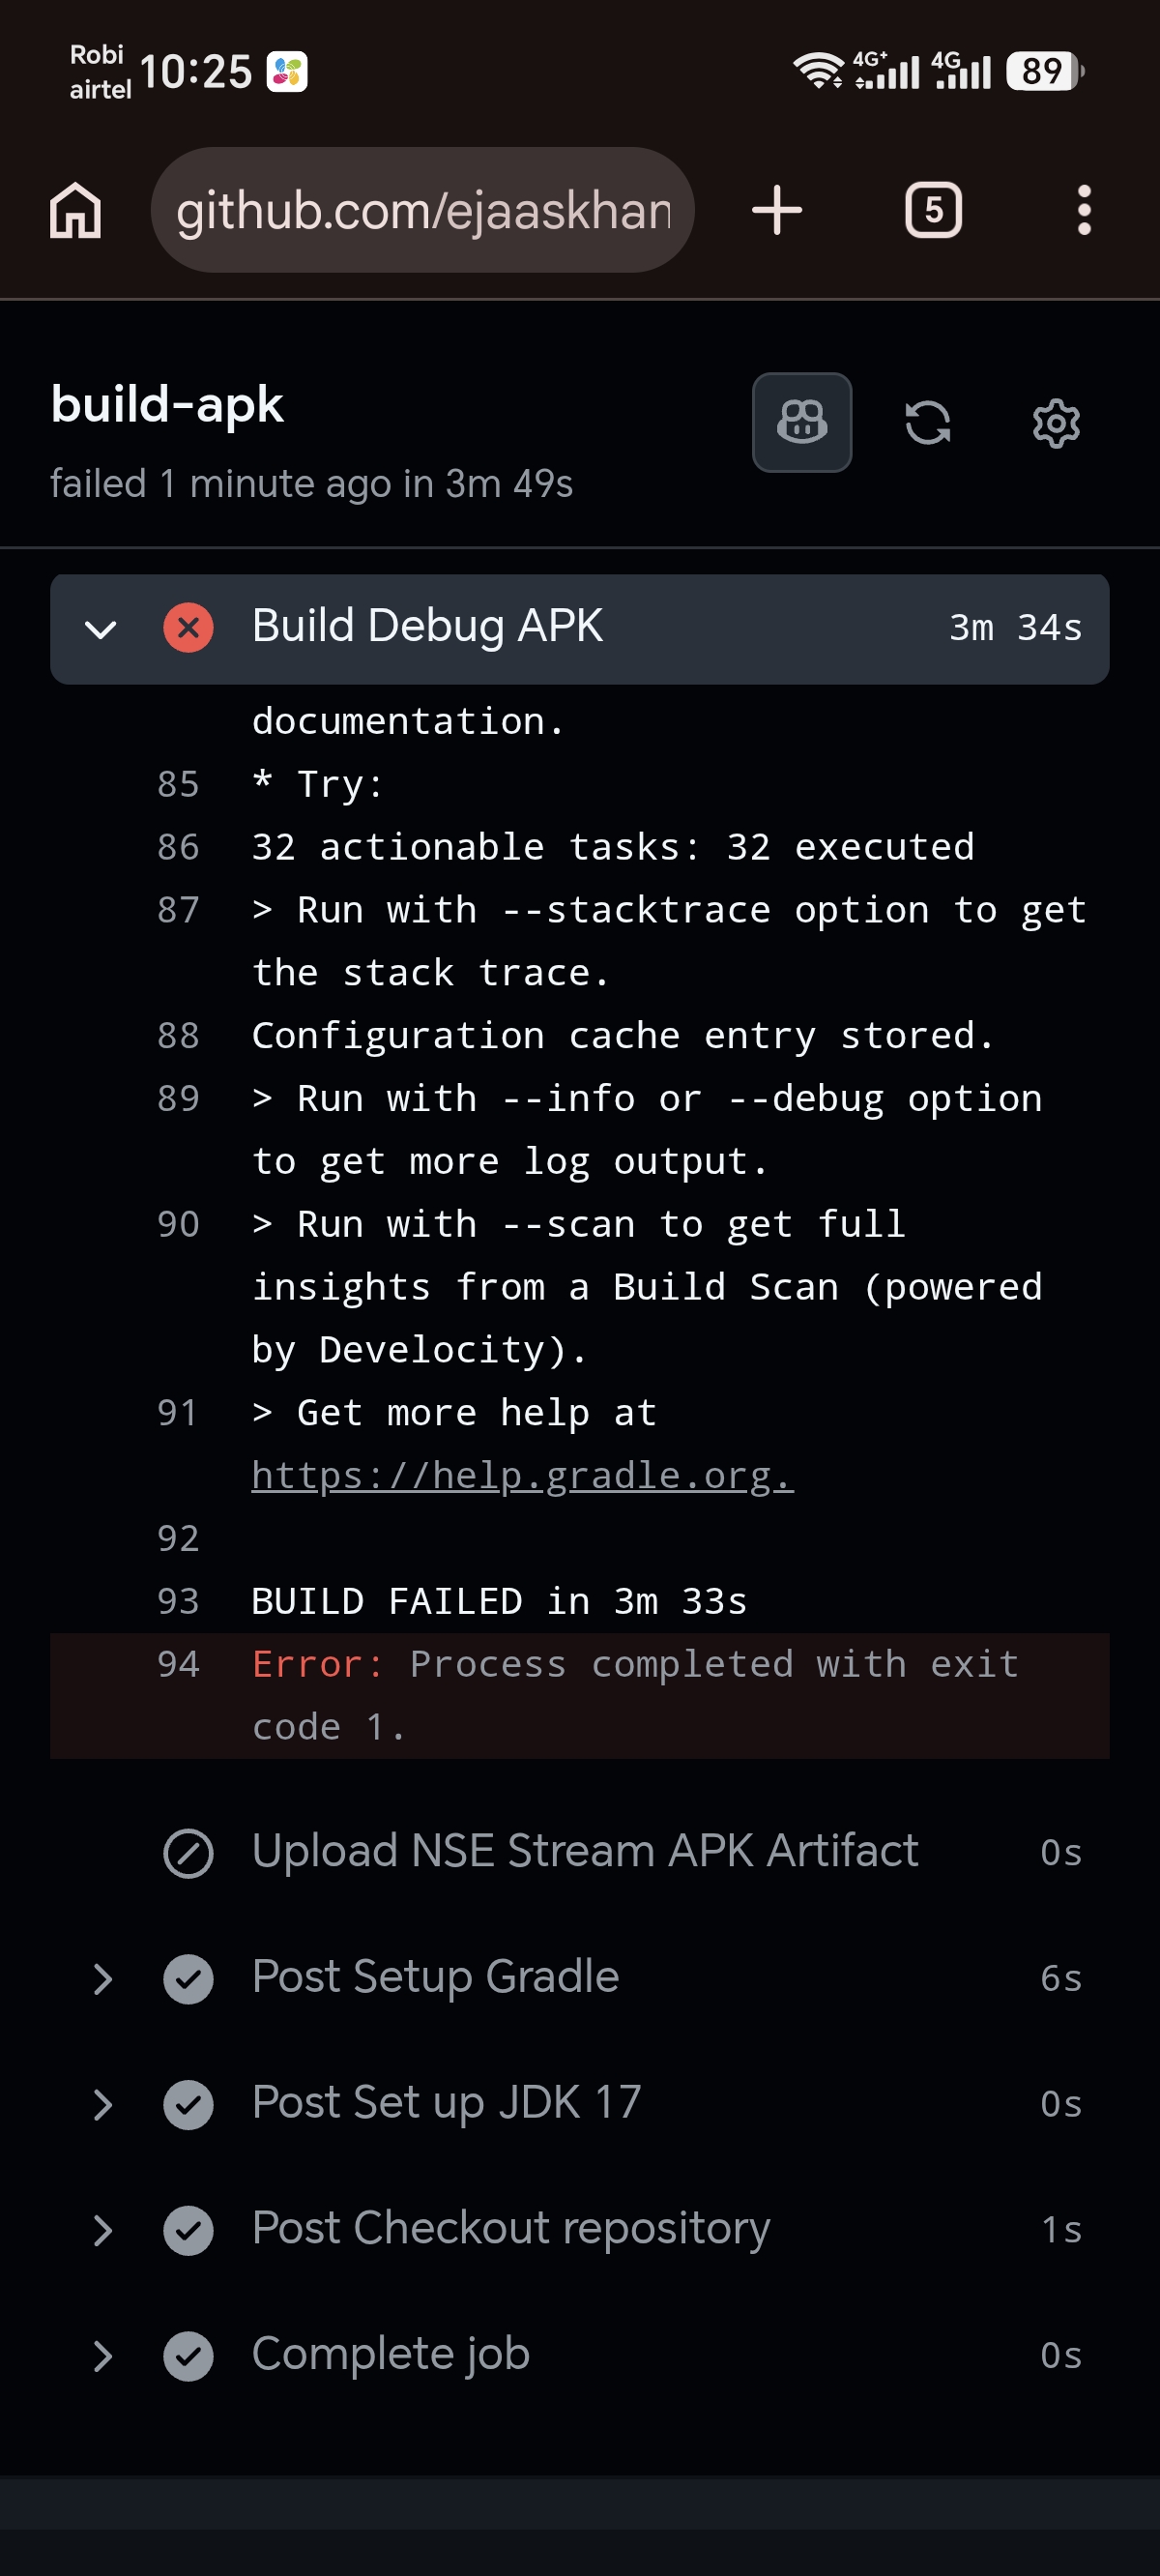 Robi
airtel
10:25
4G+
4G
89
github.com/ejaaskhan
5
build-apk
failed 1 minute ago in 3m 49s
Build Debug APK 3m 34s
documentation.
85 * Try:
86 32 actionable tasks: 32 executed
87 > Run with --stacktrace option to get
the stack trace.
88 Configuration cache entry stored.
89 > Run with --info or --debug option
to get more log output.
90 > Run with --scan to get full
insights from a Build Scan (powered
by Develocity).
91 > Get more help at
https://help.gradle.org.
92
93 BUILD FAILED in 3m 33s
94 Error: Process completed with exit
code 1.
Upload NSE Stream APK Artifact 0s
Post Setup Gradle 6s
Post Set up JDK 17 0s
Post Checkout repository 1s
Complete job 0s